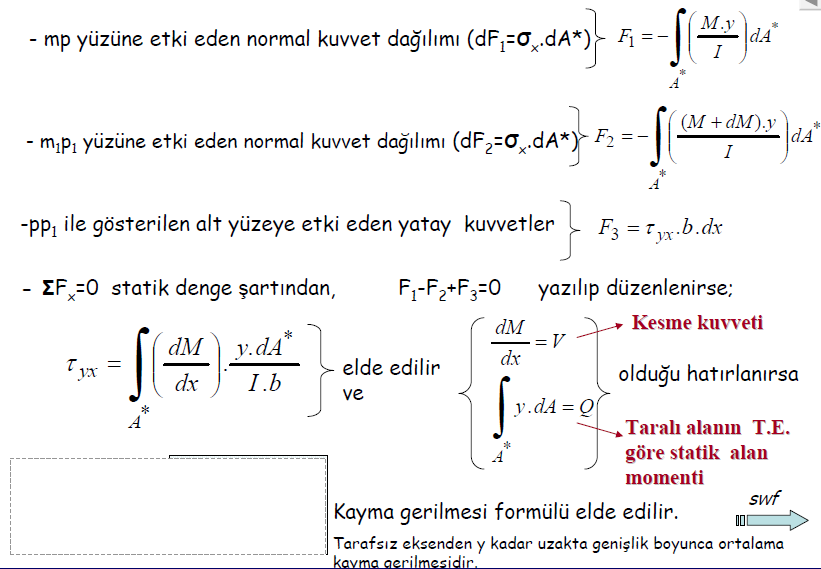 - mp yüzüne etki eden normal kuvvet dağılımı (dF₁=σₓ.dA*) F₁ = −∫_{A*} (M.y / I) dA*
- m₁p₁ yüzüne etki eden normal kuvvet dağılımı (dF₂=σₓ.dA*) F₂ = −∫_{A*} ((M + dM).y / I) dA*
-pp₁ ile gösterilen alt yüzeye etki eden yatay kuvvetler F₃ = τ_{yx}.b.dx
- ΣFₓ=0 statik denge şartından, F₁-F₂+F₃=0 yazılıp düzenlenirse;
τ_{yx} = ∫_{A*} (dM / dx) . (y.dA* / I.b) elde edilir ve
dM / dx = V Kesme kuvveti
∫_{A*} y.dA = Q olduğu hatırlanırsa
Taralı alanın T.E.
göre statik alan
momenti
swf
Kayma gerilmesi formülü elde edilir.
Tarafsız eksenden y kadar uzakta genişlik boyunca ortalama
kayma gerilmesidir.